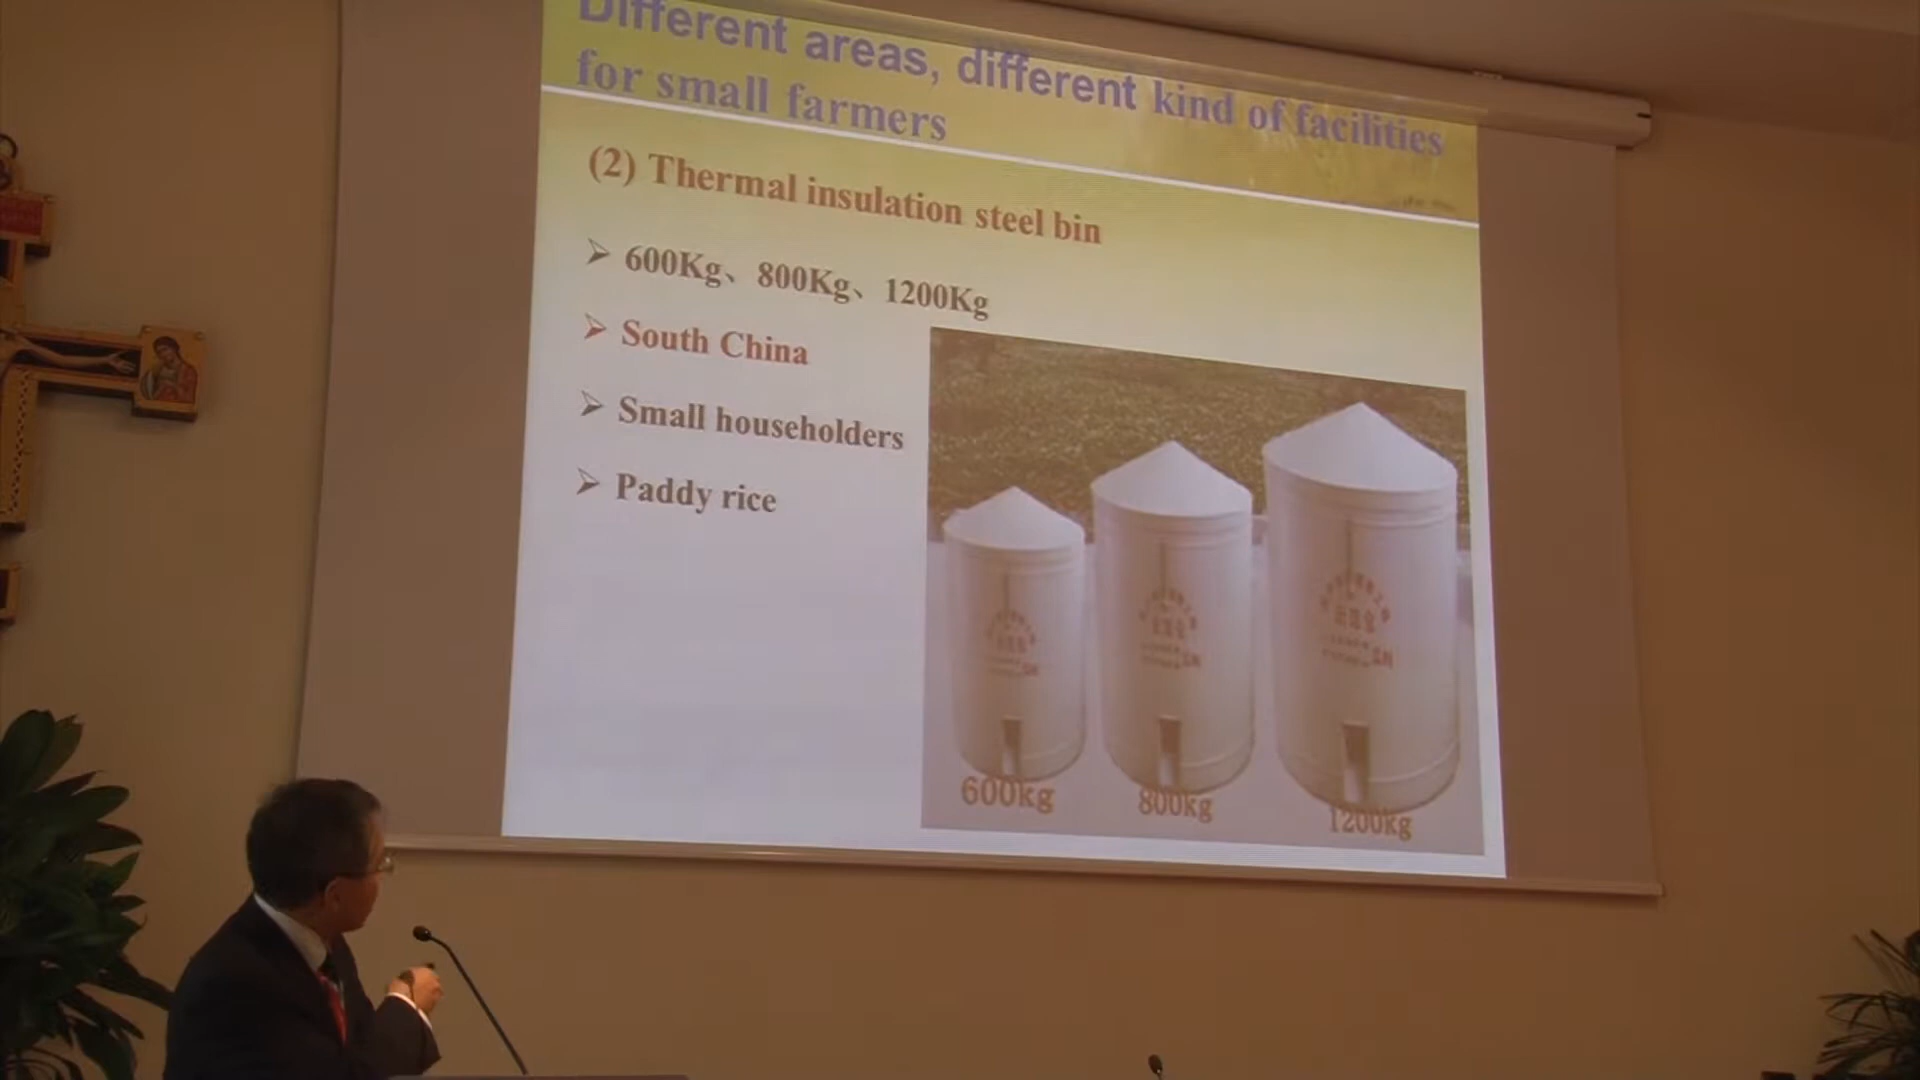 Different areas, different kind of facilities
for small farmers
(2) Thermal insulation steel bin
➢ 600Kg、800Kg、1200Kg
➢ South China
➢ Small householders
➢ Paddy rice
600kg
800kg
1200kg